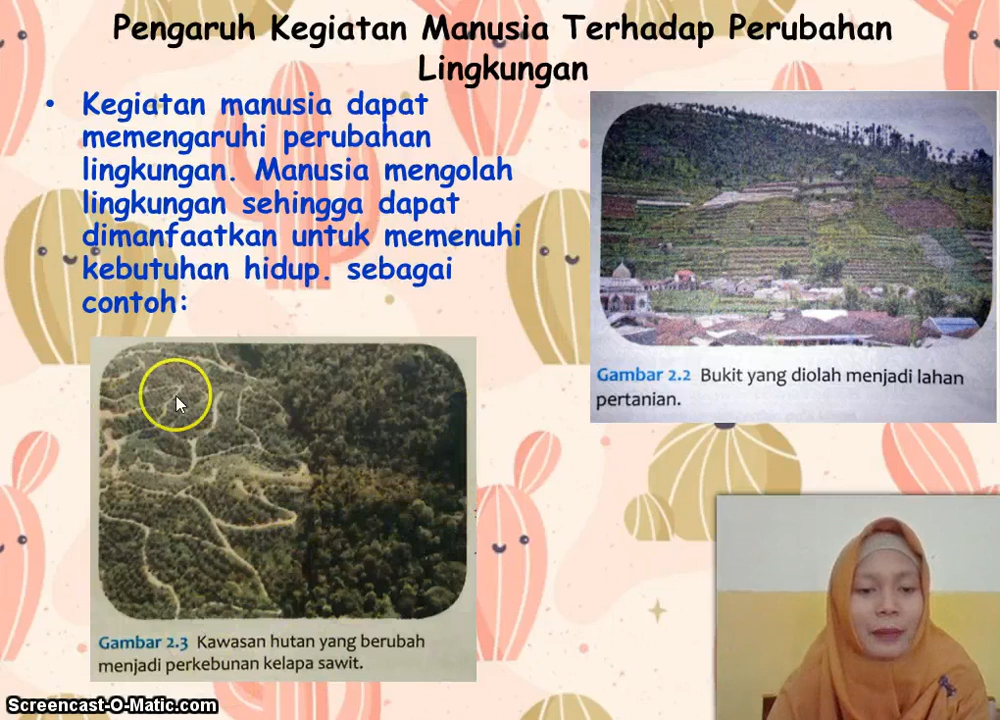 Pengaruh Kegiatan Manusia Terhadap Perubahan
Lingkungan
• Kegiatan manusia dapat
memengaruhi perubahan
lingkungan. Manusia mengolah
lingkungan sehingga dapat
dimanfaatkan untuk memenuhi
kebutuhan hidup. sebagai
contoh:
Gambar 2.2 Bukit yang diolah menjadi lahan
pertanian.
Gambar 2.3 Kawasan hutan yang berubah
menjadi perkebunan kelapa sawit.
Screencast-O-Matic.com